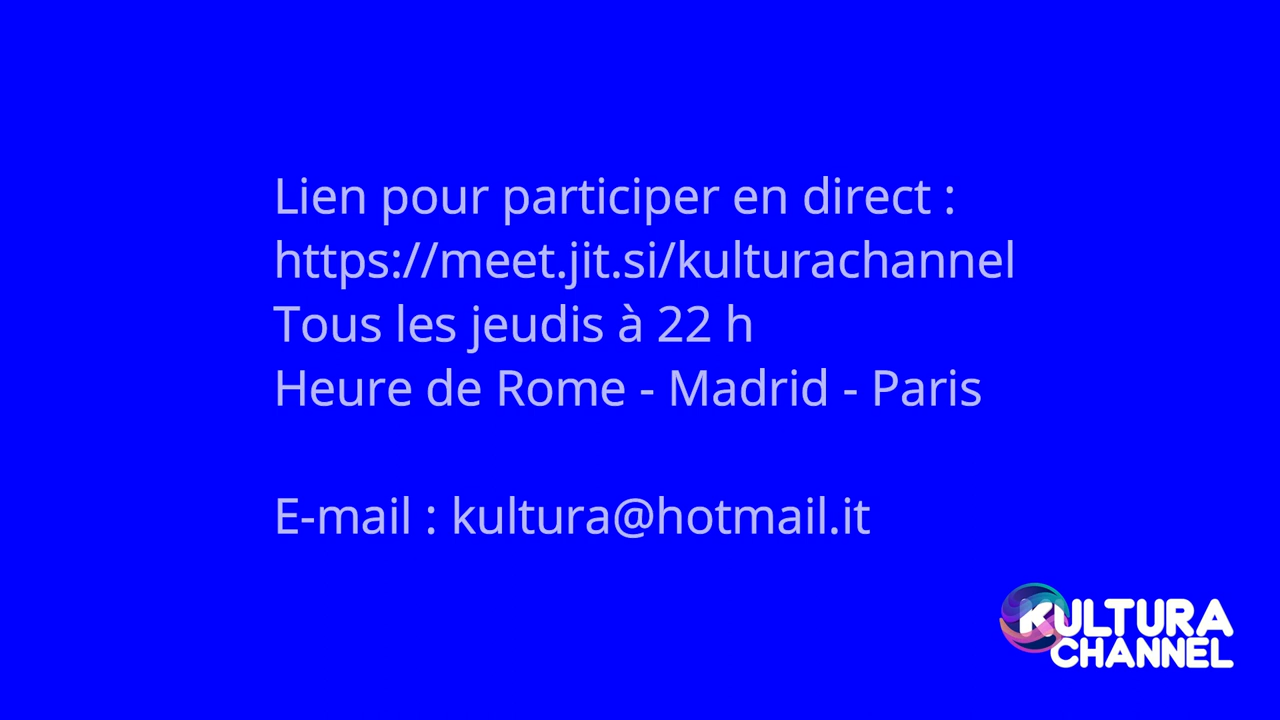 Lien pour participer en direct :
https://meet.jit.si/kulturachannel
Tous les jeudis à 22 h
Heure de Rome - Madrid - Paris
E-mail : kultura@hotmail.it
KULTURA
CHANNEL